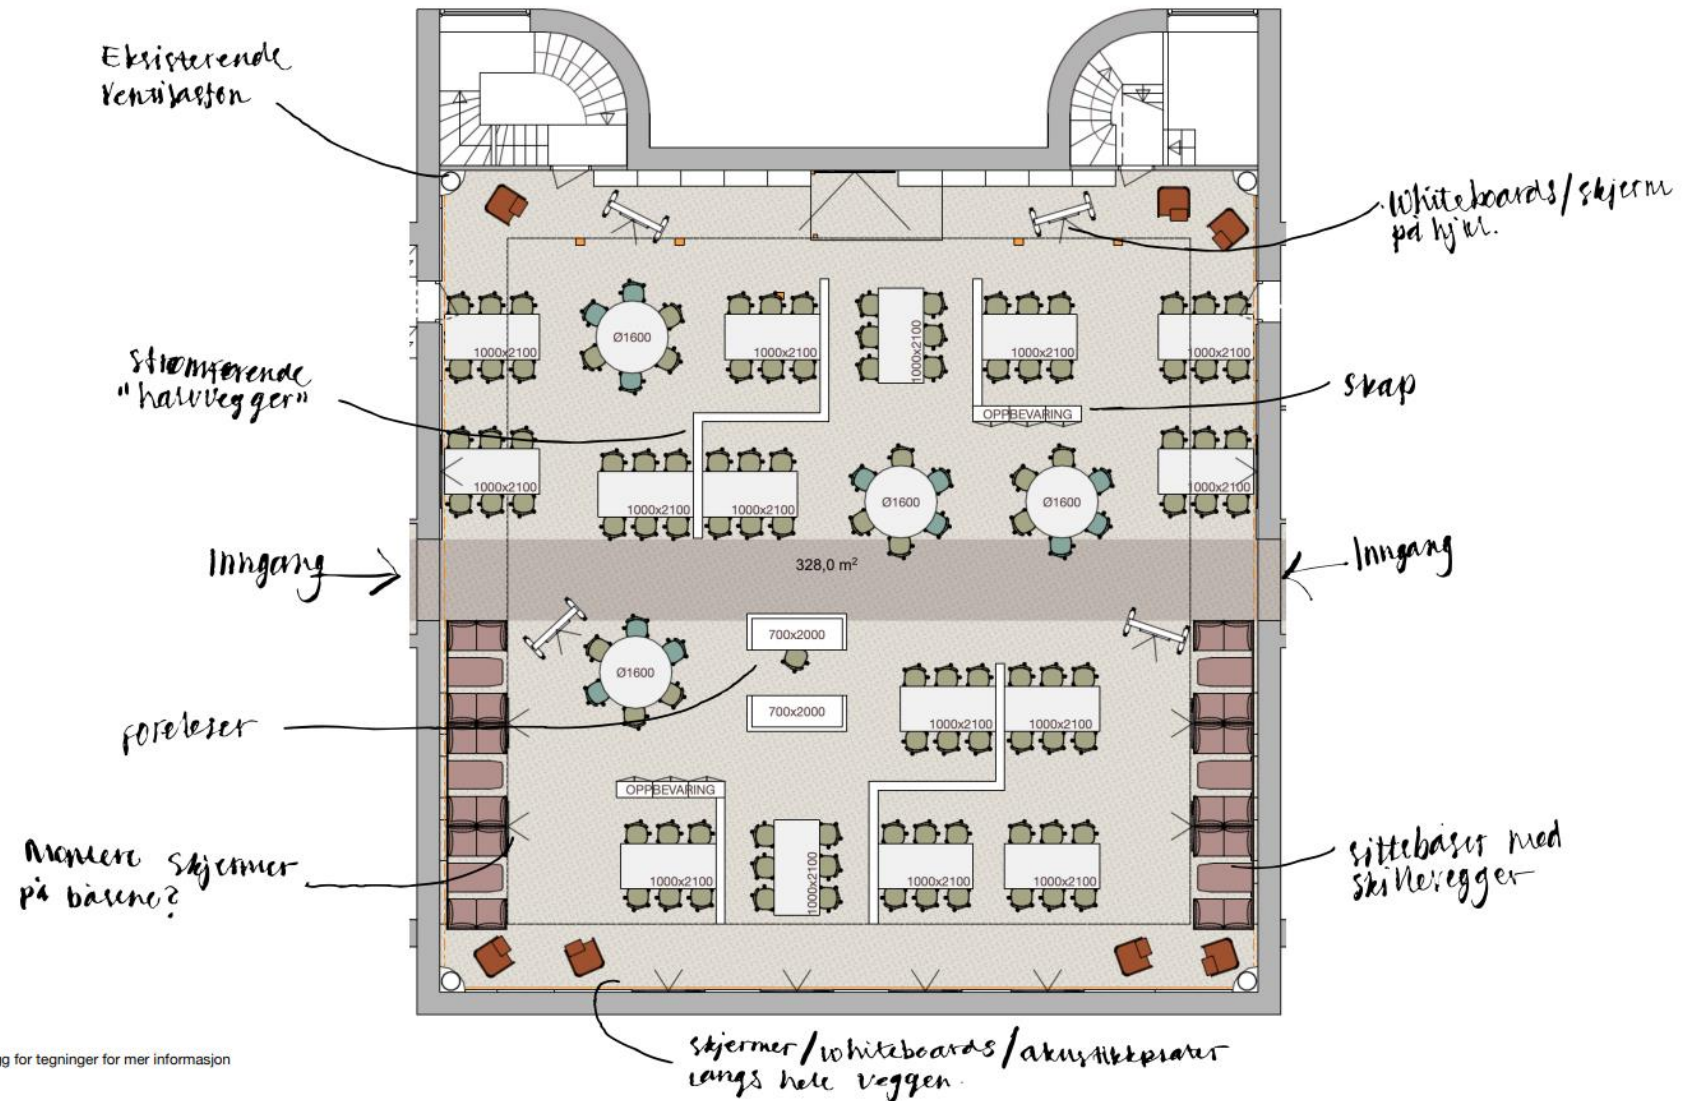 Eksisterende
Ventilasjon
Whiteboards/skjerm
på hjul.
Ø1600
1000x2100
1000x2100
1000x2100
1000x2100
1000x2100
Strømførende
"halvvegger"
skap
OPPBEVARING
1000x2100
1000x2100
Ø1600
Ø1600
1000x2100
1000x2100
Inngang
328,0 m²
Inngang
700x2000
Ø1600
700x2000
1000x2100
1000x2100
foreleser
OPPBEVARING
Montere skjermer
på båsene?
1000x2100
1000x2100
1000x2100
1000x2100
sittebåser med
skillevegger
skjermer/whiteboards/akustikkplater
langs hele veggen.
g for tegninger for mer informasjon